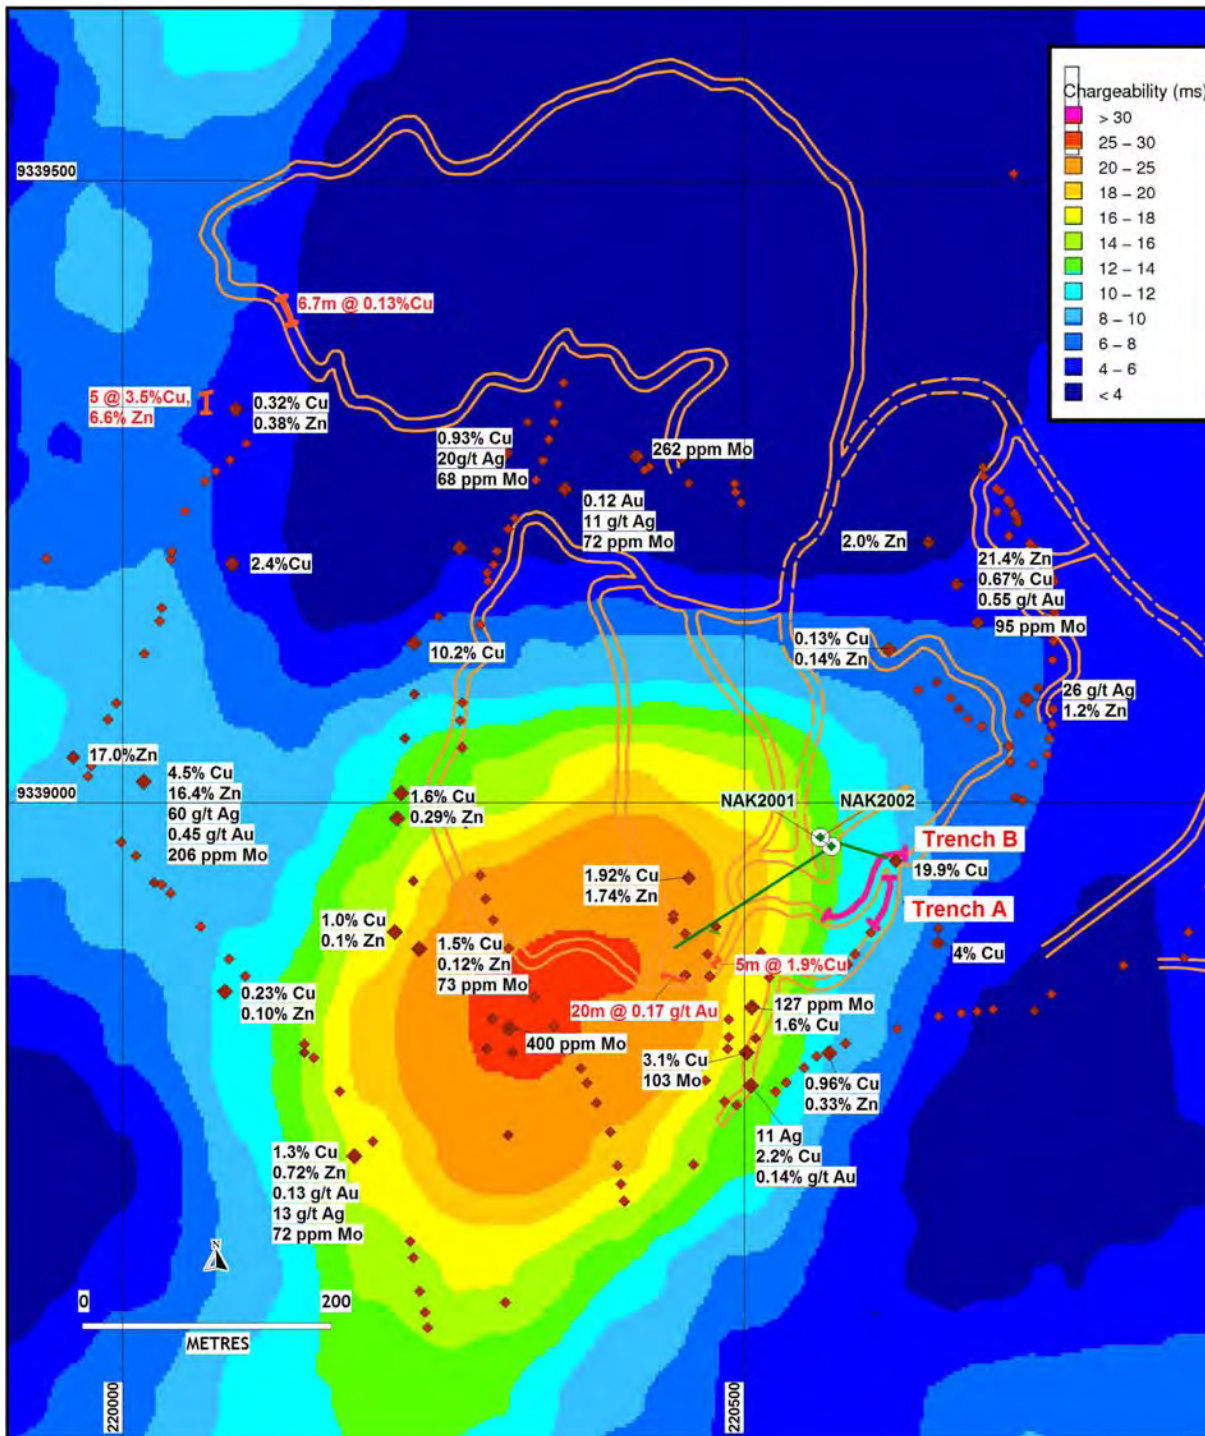 Chargeability (ms)
> 30
25 – 30
20 – 25
18 – 20
16 – 18
14 – 16
12 – 14
10 – 12
8 – 10
6 – 8
4 – 6
< 4
9339500
6.7m @ 0.13%Cu
5 @ 3.5%Cu,
6.6% Zn
0.32% Cu
0.38% Zn
0.93% Cu
20g/t Ag
68 ppm Mo
262 ppm Mo
0.12 Au
11 g/t Ag
72 ppm Mo
2.0% Zn
21.4% Zn
0.67% Cu
0.55 g/t Au
95 ppm Mo
2.4%Cu
10.2% Cu
0.13% Cu
0.14% Zn
26 g/t Ag
1.2% Zn
17.0%Zn
4.5% Cu
16.4% Zn
60 g/t Ag
0.45 g/t Au
206 ppm Mo
9339000
1.6% Cu
0.29% Zn
NAK2001
NAK2002
Trench B
19.9% Cu
Trench A
1.92% Cu
1.74% Zn
1.0% Cu
0.1% Zn
1.5% Cu
0.12% Zn
73 ppm Mo
4% Cu
5m @ 1.9%Cu
20m @ 0.17 g/t Au
0.23% Cu
0.10% Zn
127 ppm Mo
1.6% Cu
400 ppm Mo
3.1% Cu
103 Mo
0.96% Cu
0.33% Zn
11 Ag
2.2% Cu
0.14% g/t Au
1.3% Cu
0.72% Zn
0.13 g/t Au
13 g/t Ag
72 ppm Mo
N
0
200
METRES
220000
220500